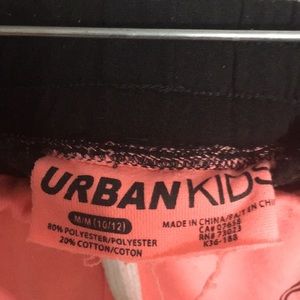 URBANKIDS
M/M (10/12)
80% POLYESTER/POLYESTER
20% COTTON/COTON
MADE IN CHINA/FAIT EN CHINE
CA# 07668
RN# 73023
K36-188